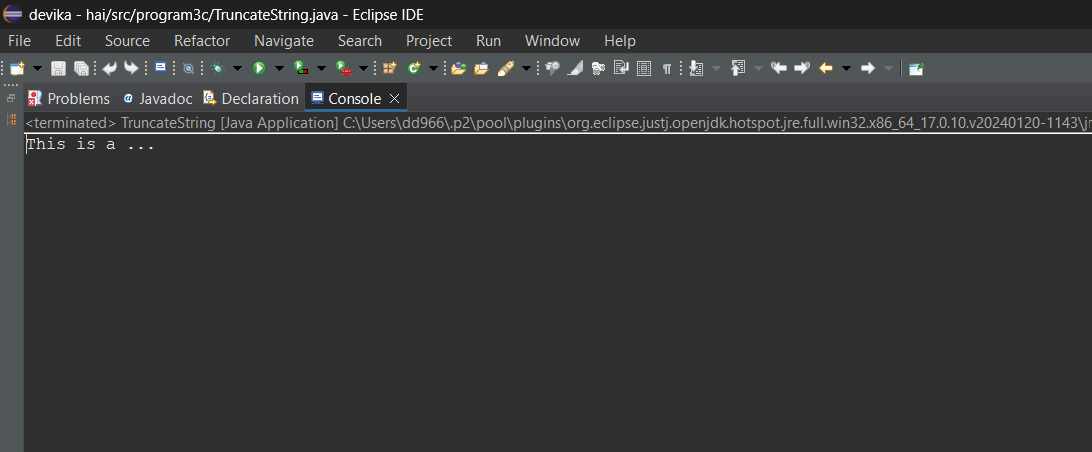 devika - hai/src/program3c/TruncateString.java - Eclipse IDE
File Edit Source Refactor Navigate Search Project Run Window Help
Problems @ Javadoc Declaration Console
<terminated> TruncateString [Java Application] C:\Users\dd966\.p2\pool\plugins\org.eclipse.justj.openjdk.hotspot.jre.full.win32.x86_64_17.0.10.v20240120-1143\jr
This is a ...